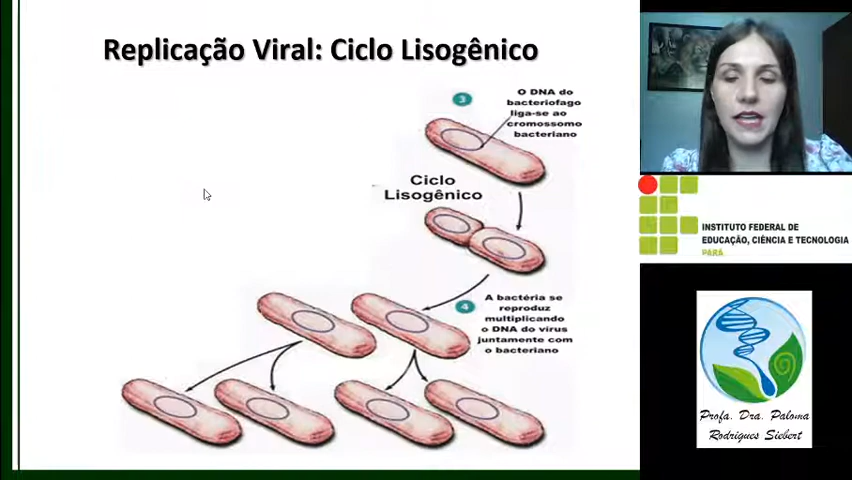 Replicação Viral: Ciclo Lisogênico
3
O DNA do
bacteriofago
liga-se ao
cromossomo
bacteriano
Ciclo
Lisogênico
4
A bactéria se
reproduz
multiplicando
o DNA do vírus
juntamente com
o bacteriano
INSTITUTO FEDERAL DE
EDUCAÇÃO, CIÊNCIA E TECNOLOGIA
PARÁ
Profa. Dra. Paloma
Rodrigues Siebert